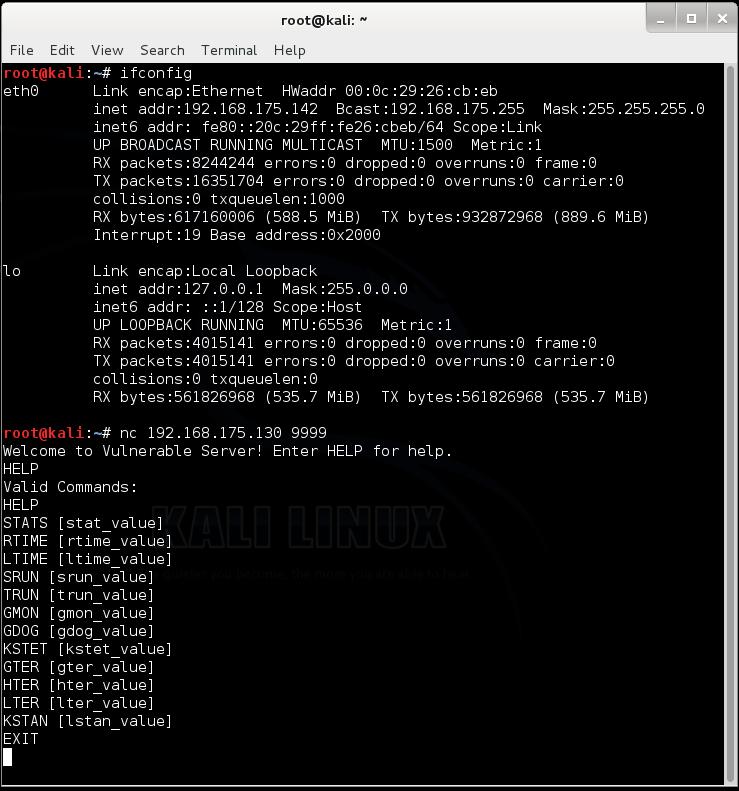 root@kali: ~
File Edit View Search Terminal Help
root@kali:~# ifconfig
eth0 Link encap:Ethernet HWaddr 00:0c:29:26:cb:eb
inet addr:192.168.175.142 Bcast:192.168.175.255 Mask:255.255.255.0
inet6 addr: fe80::20c:29ff:fe26:cbeb/64 Scope:Link
UP BROADCAST RUNNING MULTICAST MTU:1500 Metric:1
RX packets:8244244 errors:0 dropped:0 overruns:0 frame:0
TX packets:16351704 errors:0 dropped:0 overruns:0 carrier:0
collisions:0 txqueuelen:1000
RX bytes:617160006 (588.5 MiB) TX bytes:932872968 (889.6 MiB)
Interrupt:19 Base address:0x2000
lo Link encap:Local Loopback
inet addr:127.0.0.1 Mask:255.0.0.0
inet6 addr: ::1/128 Scope:Host
UP LOOPBACK RUNNING MTU:65536 Metric:1
RX packets:4015141 errors:0 dropped:0 overruns:0 frame:0
TX packets:4015141 errors:0 dropped:0 overruns:0 carrier:0
collisions:0 txqueuelen:0
RX bytes:561826968 (535.7 MiB) TX bytes:561826968 (535.7 MiB)
root@kali:~# nc 192.168.175.130 9999
Welcome to Vulnerable Server! Enter HELP for help.
HELP
Valid Commands:
HELP
STATS [stat_value]
RTIME [rtime_value]
LTIME [ltime_value]
SRUN [srun_value]
TRUN [trun_value]
GMON [gmon_value]
GDOG [gdog_value]
KSTET [kstet_value]
GTER [gter_value]
HTER [hter_value]
LTER [lter_value]
KSTAN [lstan_value]
EXIT
KALI LINUX
you become, the more you are able to hear